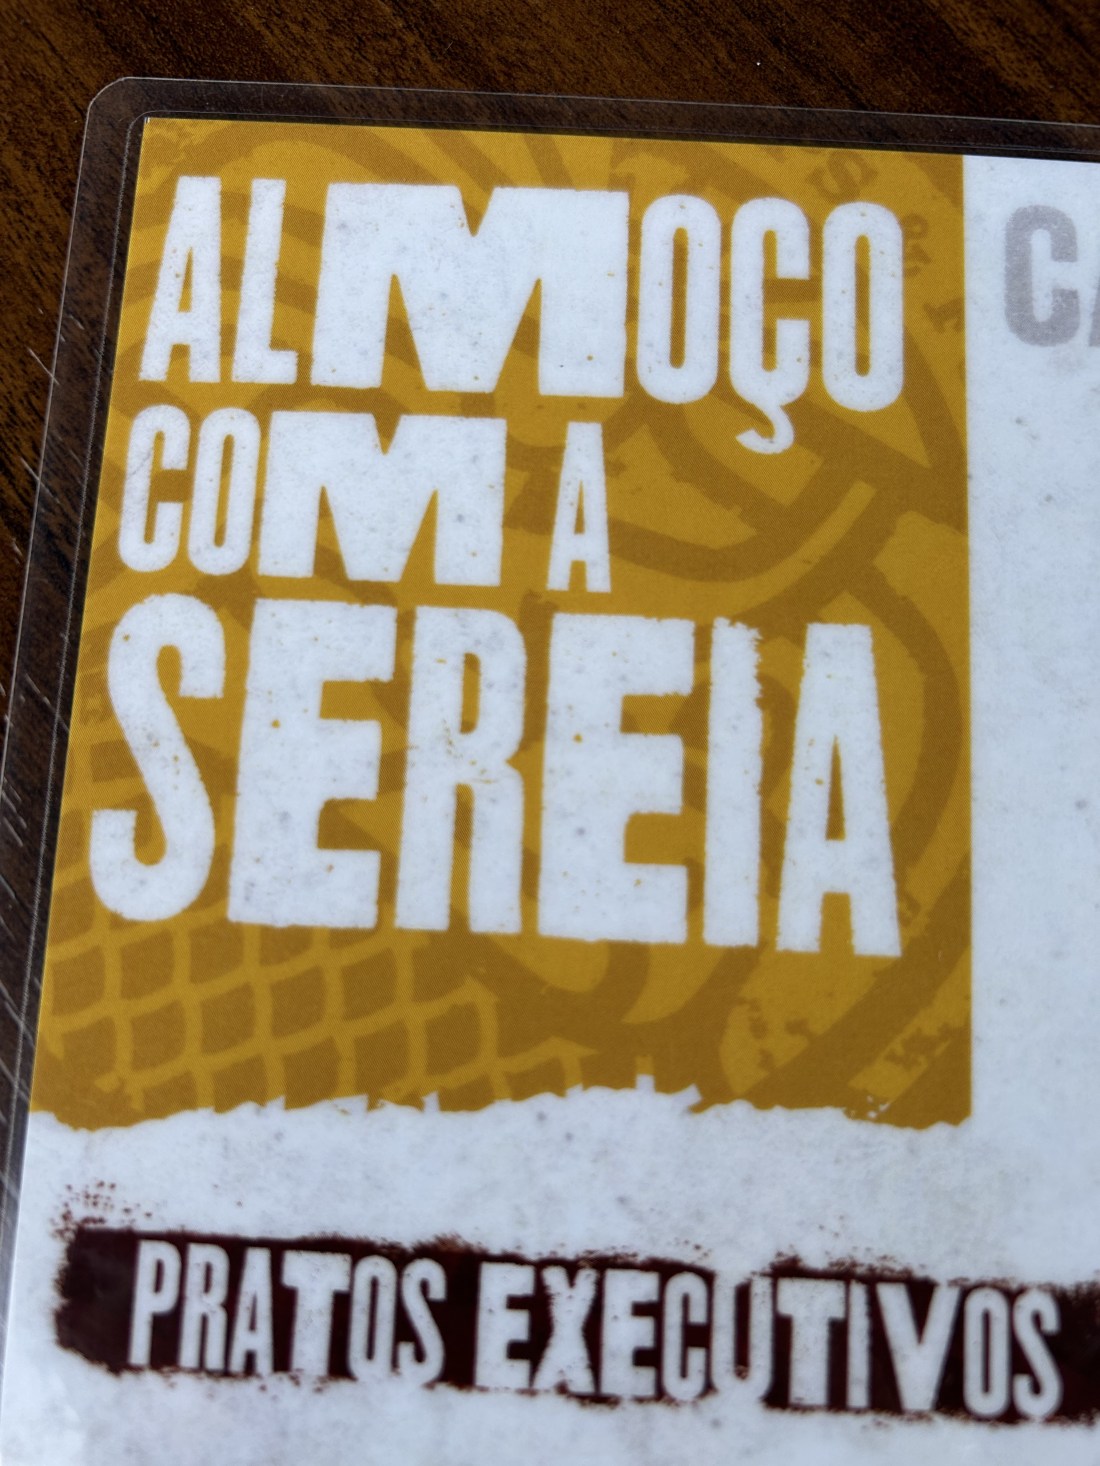 ALMOÇO
COM A
SEREIA
PRATOS EXECUTIVOS